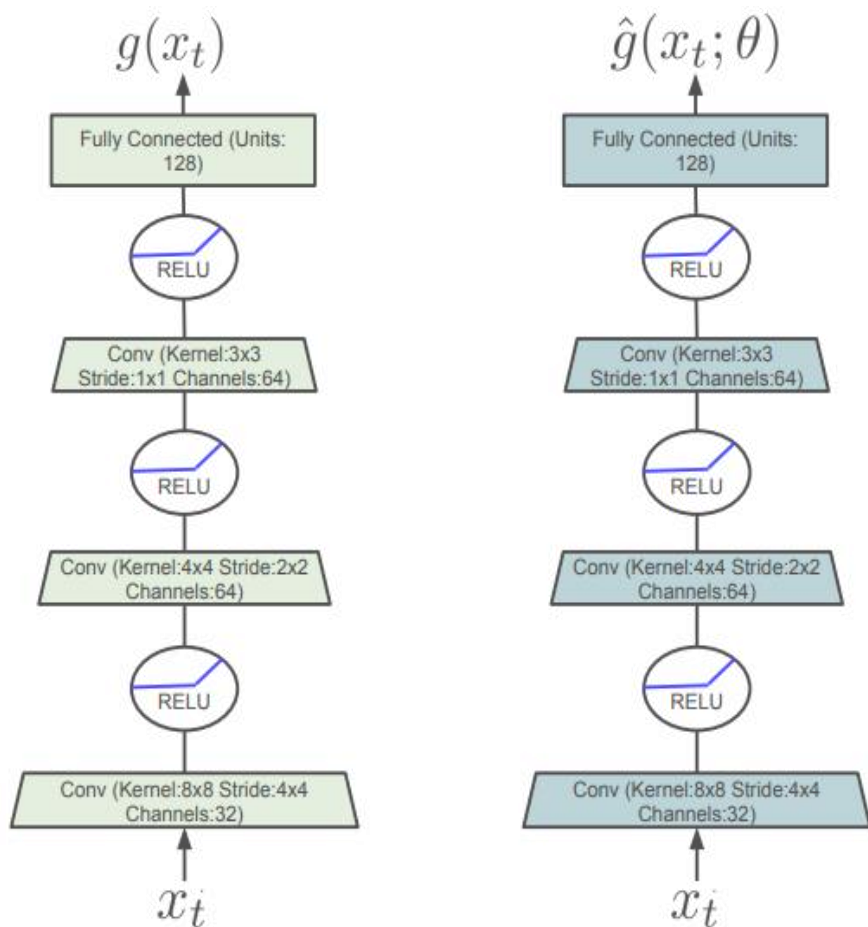 g(x_t)
Fully Connected (Units:
128)
RELU
Conv (Kernel:3x3
Stride:1x1 Channels:64)
RELU
Conv (Kernel:4x4 Stride:2x2
Channels:64)
RELU
Conv (Kernel:8x8 Stride:4x4
Channels:32)
x_t
ĝ(x_t; θ)
Fully Connected (Units:
128)
RELU
Conv (Kernel:3x3
Stride:1x1 Channels:64)
RELU
Conv (Kernel:4x4 Stride:2x2
Channels:64)
RELU
Conv (Kernel:8x8 Stride:4x4
Channels:32)
x_t